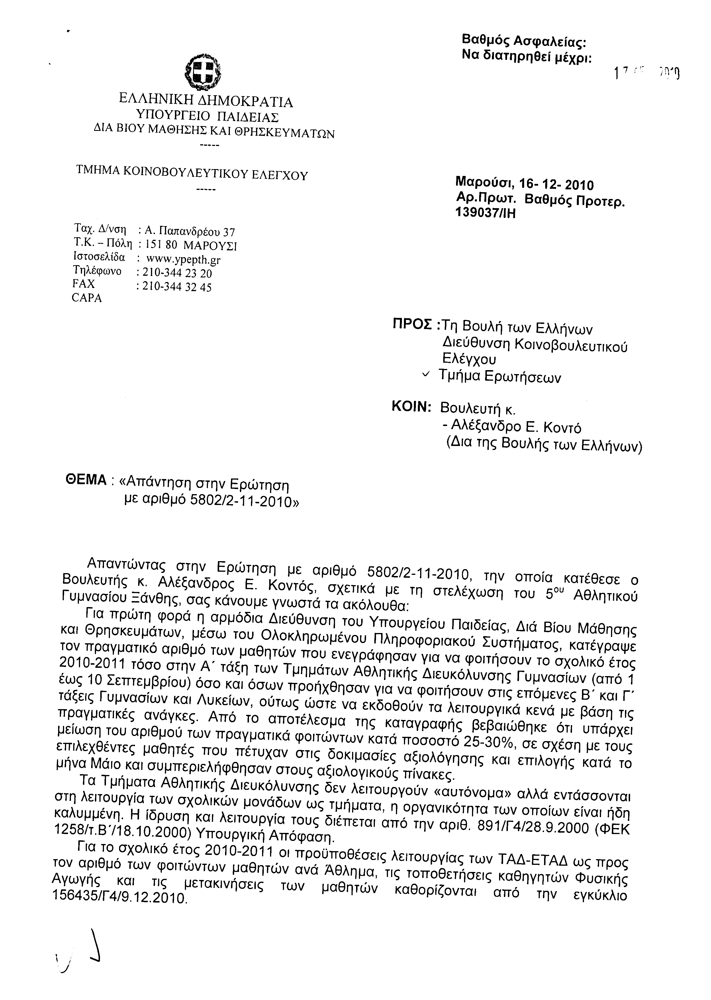 Βαθμός Ασφαλείας:
Να διατηρηθεί μέχρι:
ΕΛΛΗΝΙΚΗ ΔΗΜΟΚΡΑΤΙΑ
ΥΠΟΥΡΓΕΙΟ ΠΑΙΔΕΙΑΣ
ΔΙΑ ΒΙΟΥ ΜΑΘΗΣΗΣ ΚΑΙ ΘΡΗΣΚΕΥΜΑΤΩΝ
-----
ΤΜΗΜΑ ΚΟΙΝΟΒΟΥΛΕΥΤΙΚΟΥ ΕΛΕΓΧΟΥ
-----
Μαρούσι, 16- 12- 2010
Αρ.Πρωτ. Βαθμός Προτερ.
139037/ΙΗ
Ταχ. Δ/νση : Α. Παπανδρέου 37
Τ.Κ. – Πόλη : 151 80 ΜΑΡΟΥΣΙ
Ιστοσελίδα : www.ypepth.gr
Τηλέφωνο : 210-344 23 20
FAX : 210-344 32 45
CAPA
ΠΡΟΣ :Τη Βουλή των Ελλήνων
Διεύθυνση Κοινοβουλευτικού
Ελέγχου
Τμήμα Ερωτήσεων
ΚΟΙΝ: Βουλευτή κ.
- Αλέξανδρο Ε. Κοντό
(Δια της Βουλής των Ελλήνων)
ΘΕΜΑ : «Απάντηση στην Ερώτηση
με αριθμό 5802/2-11-2010»
Απαντώντας στην Ερώτηση με αριθμό 5802/2-11-2010, την οποία κατέθεσε ο
Βουλευτής κ. Αλέξανδρος Ε. Κοντός, σχετικά με τη στελέχωση του 5ου Αθλητικού
Γυμνασίου Ξάνθης, σας κάνουμε γνωστά τα ακόλουθα:
Για πρώτη φορά η αρμόδια Διεύθυνση του Υπουργείου Παιδείας, Διά Βίου Μάθησης
και Θρησκευμάτων, μέσω του Ολοκληρωμένου Πληροφοριακού Συστήματος, κατέγραψε
τον πραγματικό αριθμό των μαθητών που ενεγράφησαν για να φοιτήσουν το σχολικό έτος
2010-2011 τόσο στην Α΄ τάξη των Τμημάτων Αθλητικής Διευκόλυνσης Γυμνασίων (από 1
έως 10 Σεπτεμβρίου) όσο και όσων προήχθησαν για να φοιτήσουν στις επόμενες Β΄ και Γ΄
τάξεις Γυμνασίων και Λυκείων, ούτως ώστε να εκδοθούν τα λειτουργικά κενά με βάση τις
πραγματικές ανάγκες. Από το αποτέλεσμα της καταγραφής βεβαιώθηκε ότι υπάρχει
μείωση του αριθμού των πραγματικά φοιτώντων κατά ποσοστό 25-30%, σε σχέση με τους
επιλεχθέντες μαθητές που πέτυχαν στις δοκιμασίες αξιολόγησης και επιλογής κατά το
μήνα Μάιο και συμπεριελήφθησαν στους αξιολογικούς πίνακες.
Τα Τμήματα Αθλητικής Διευκόλυνσης δεν λειτουργούν «αυτόνομα» αλλά εντάσσονται
στη λειτουργία των σχολικών μονάδων ως τμήματα, η οργανικότητα των οποίων είναι ήδη
καλυμμένη. Η ίδρυση και λειτουργία τους διέπεται από την αριθ. 891/Γ4/28.9.2000 (ΦΕΚ
1258/τ.Β΄/18.10.2000) Υπουργική Απόφαση.
Για το σχολικό έτος 2010-2011 οι προϋποθέσεις λειτουργίας των ΤΑΔ-ΕΤΑΔ ως προς
τον αριθμό των φοιτώντων μαθητών ανά Άθλημα, τις τοποθετήσεις καθηγητών Φυσικής
Αγωγής και τις μετακινήσεις των μαθητών καθορίζονται από την εγκύκλιο
156435/Γ4/9.12.2010.